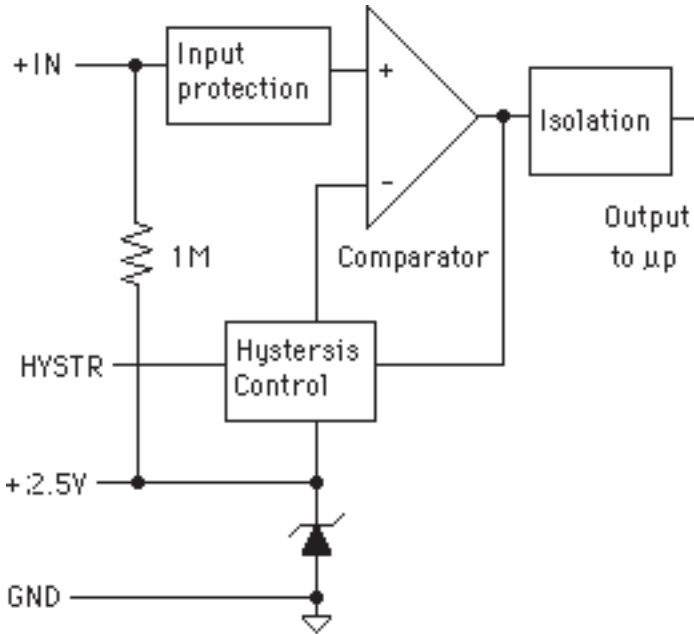 +IN
Input
protection
+
Isolation
-
Output
to µp
1M
Comparator
HYSTR
Hystersis
Control
+2.5V
GND